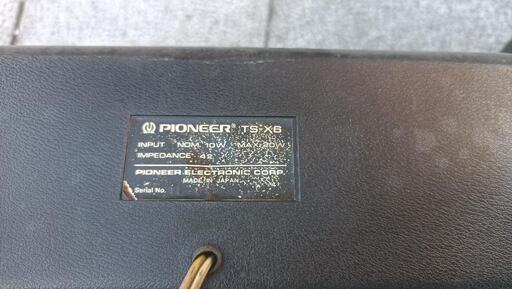 PIONEER® TS-X6
INPUT NOM. 10W MAX. 20W
IMPEDANCE 4Ω
PIONEER ELECTRONIC CORP.
MADE IN JAPAN
Serial No.